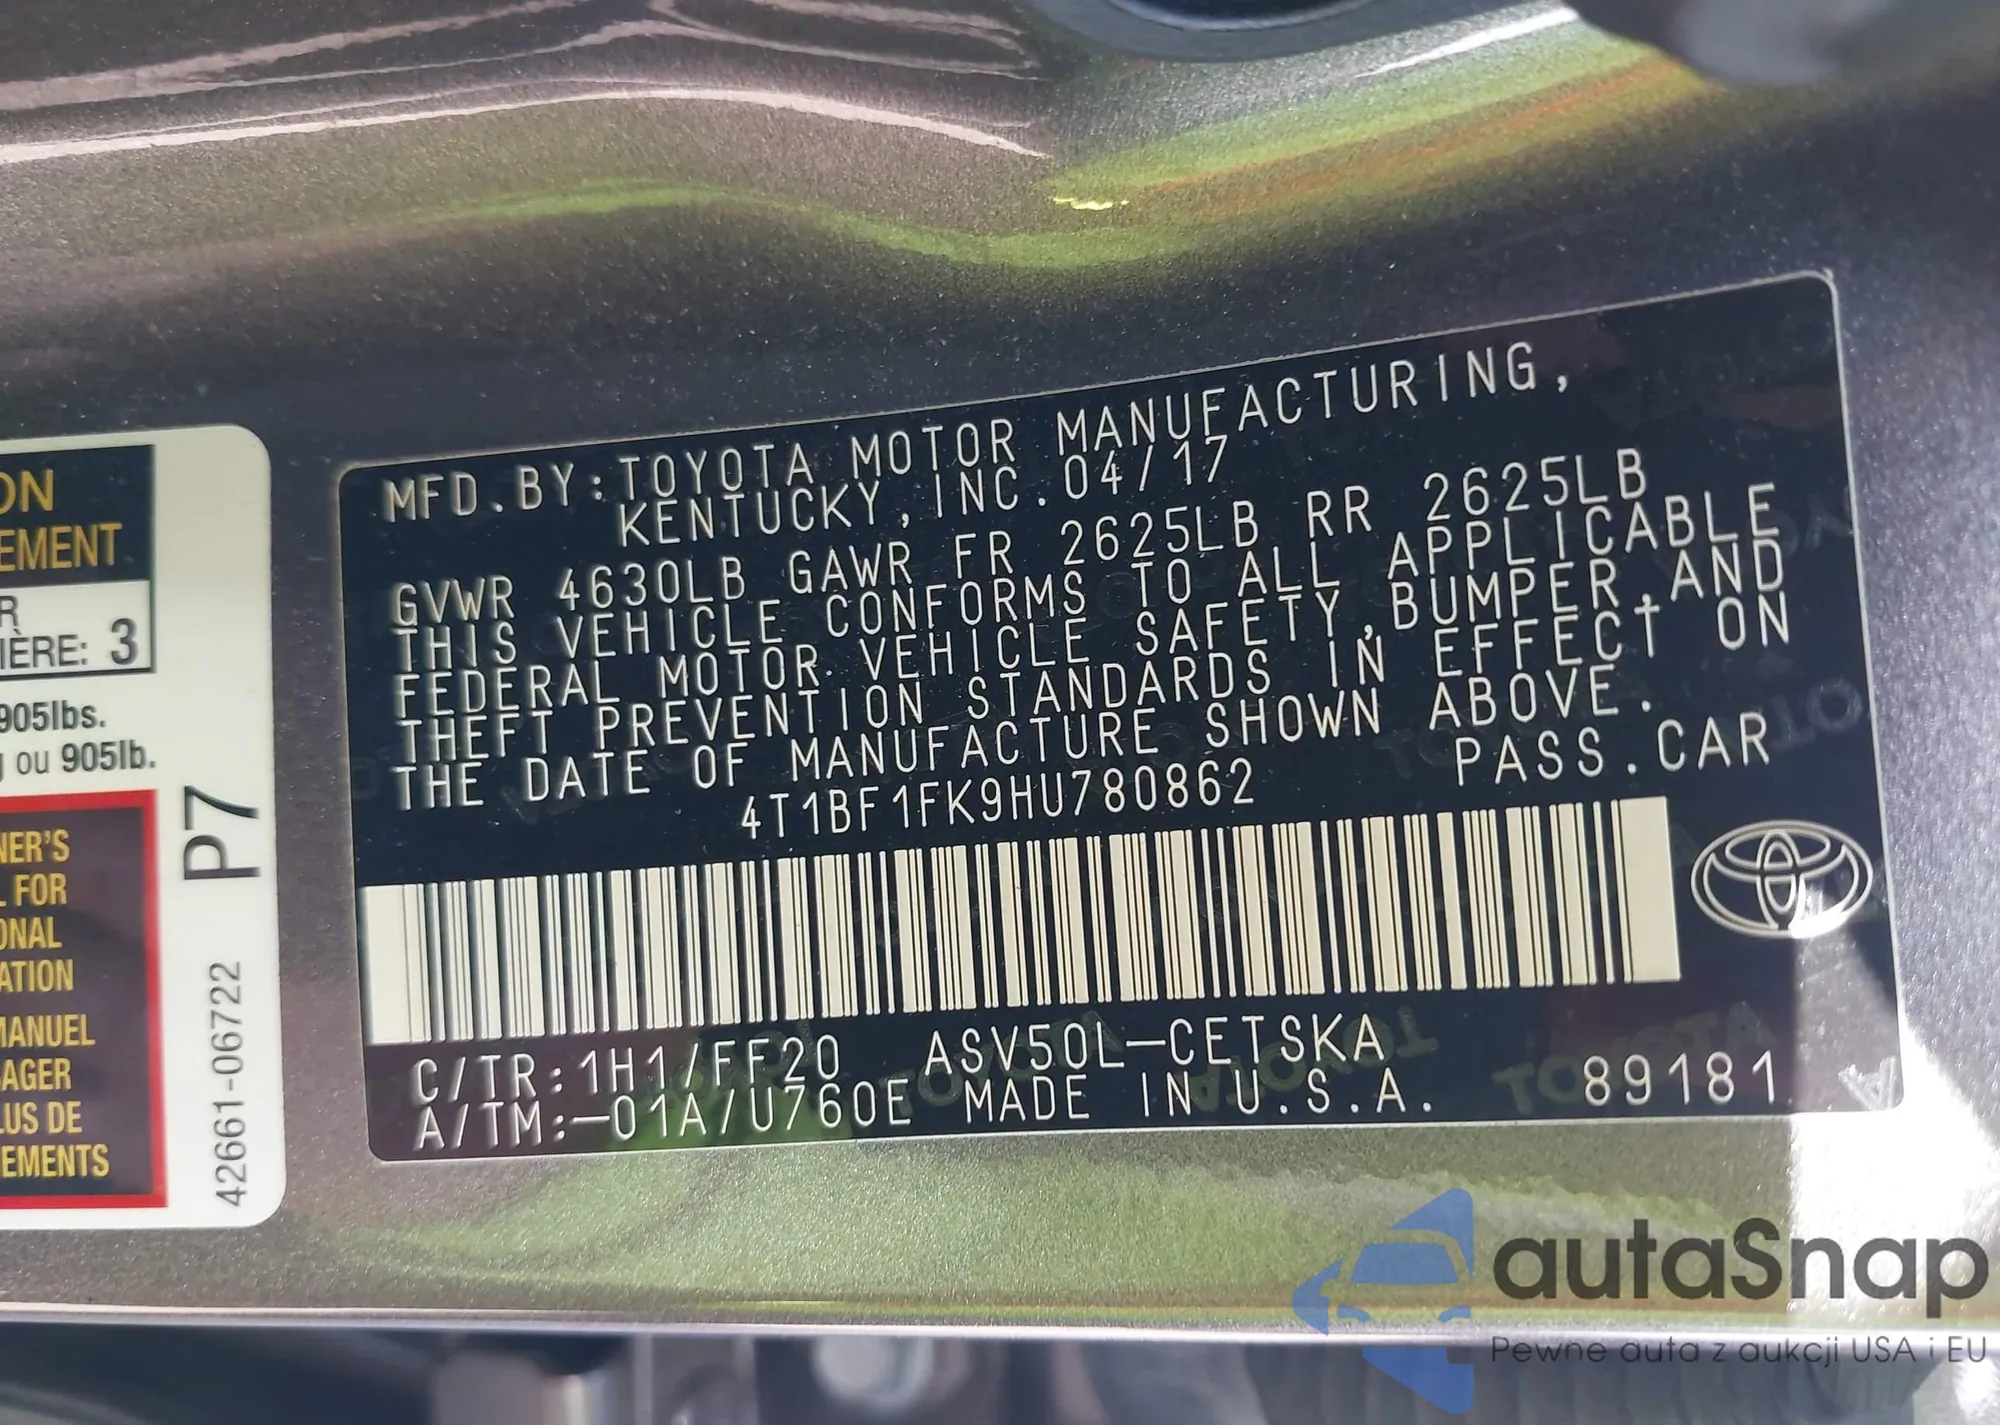 ON
EMENT
R
IÈRE: 3
905lbs.
ou 905lb.
NER'S
L FOR
ONAL
ATION
MANUEL
AGER
LUS DE
EMENTS
P7
42661-06722
MFD.BY:TOYOTA MOTOR MANUFACTURING,
KENTUCKY,INC.04/17
GVWR 4630LB GAWR FR 2625LB RR 2625LB
THIS VEHICLE CONFORMS TO ALL APPLICABLE
FEDERAL MOTOR VEHICLE SAFETY,BUMPER,AND
THEFT PREVENTION STANDARDS IN EFFECT ON
THE DATE OF MANUFACTURE SHOWN ABOVE.
4T1BF1FK9HU780862 PASS.CAR
C/TR:1H1/FF20 ASV50L-CETSKA
A/TM:-01A/U760E MADE IN U.S.A. 89181
autaSnap
Pewne auta z aukcji USA i EU